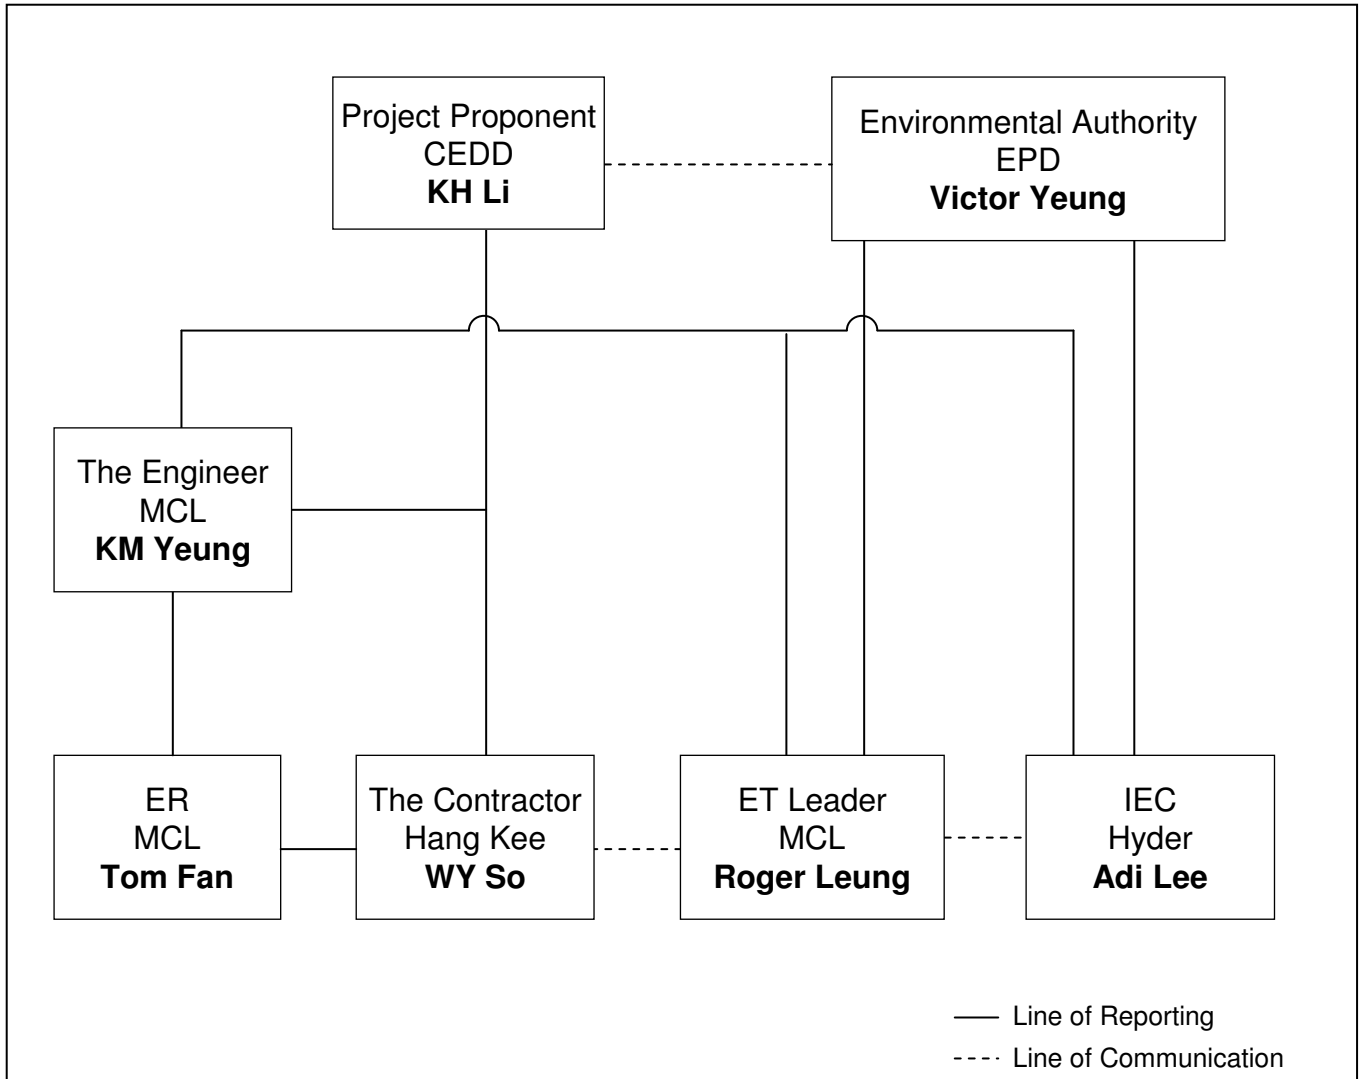 Project Proponent
CEDD
KH Li
Environmental Authority
EPD
Victor Yeung
The Engineer
MCL
KM Yeung
ER
MCL
Tom Fan
The Contractor
Hang Kee
WY So
ET Leader
MCL
Roger Leung
IEC
Hyder
Adi Lee
Line of Reporting
Line of Communication